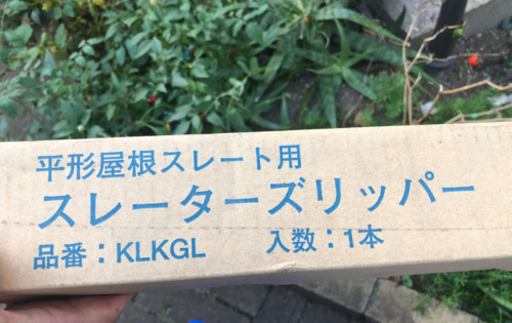 平形屋根スレート用
スレーターズリッパー
品番：KLKGL 入数：1本